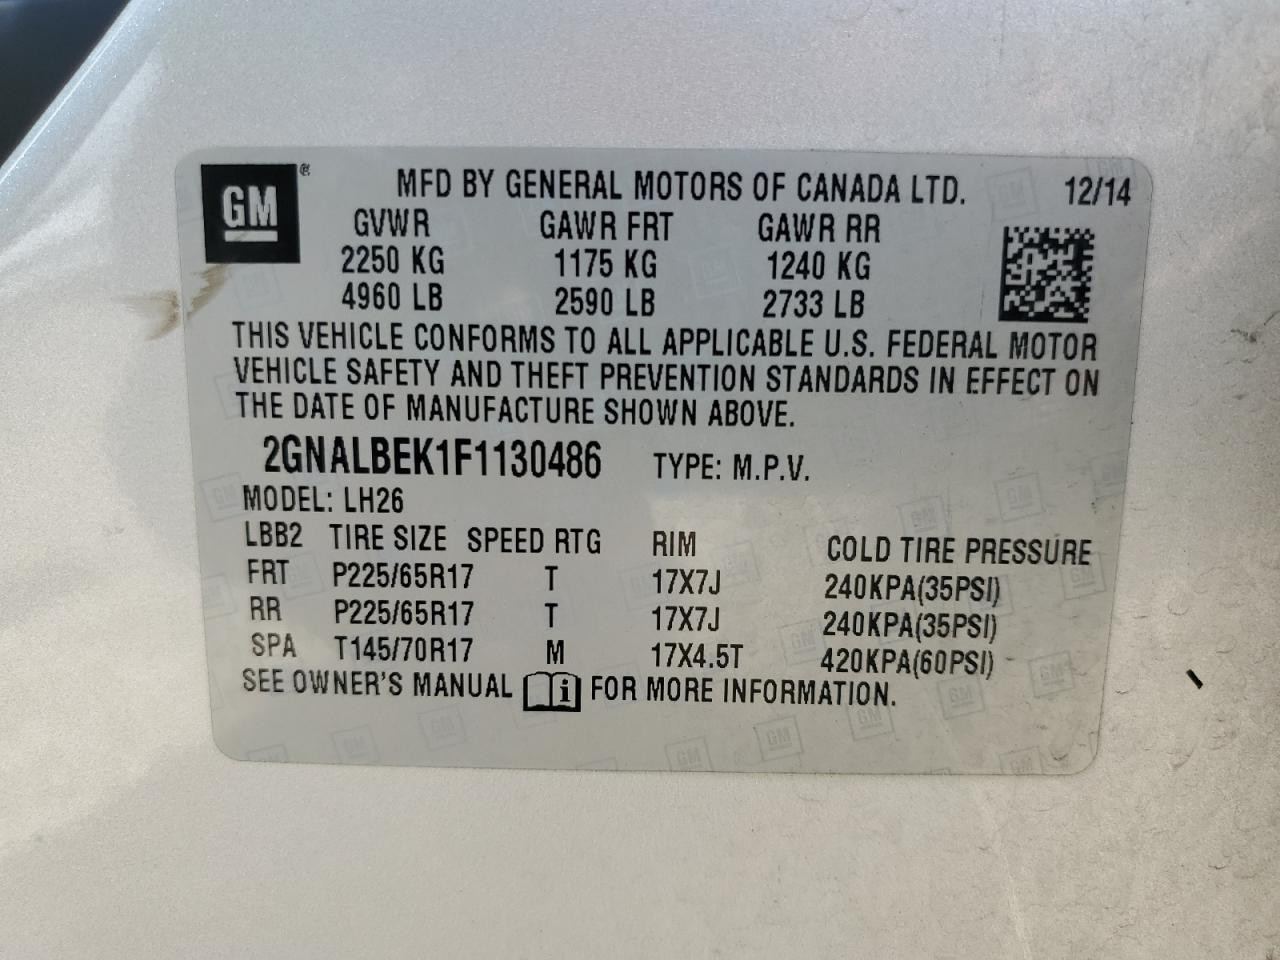 GM® MFD BY GENERAL MOTORS OF CANADA LTD. 12/14
GVWR GAWR FRT GAWR RR
2250 KG 1175 KG 1240 KG
4960 LB 2590 LB 2733 LB
THIS VEHICLE CONFORMS TO ALL APPLICABLE U.S. FEDERAL MOTOR
VEHICLE SAFETY AND THEFT PREVENTION STANDARDS IN EFFECT ON
THE DATE OF MANUFACTURE SHOWN ABOVE.
2GNALBEK1F1130486 TYPE: M.P.V.
MODEL: LH26
LBB2 TIRE SIZE SPEED RTG RIM COLD TIRE PRESSURE
FRT P225/65R17 T 17X7J 240KPA(35PSI)
RR P225/65R17 T 17X7J 240KPA(35PSI)
SPA T145/70R17 M 17X4.5T 420KPA(60PSI)
SEE OWNER'S MANUAL i FOR MORE INFORMATION.